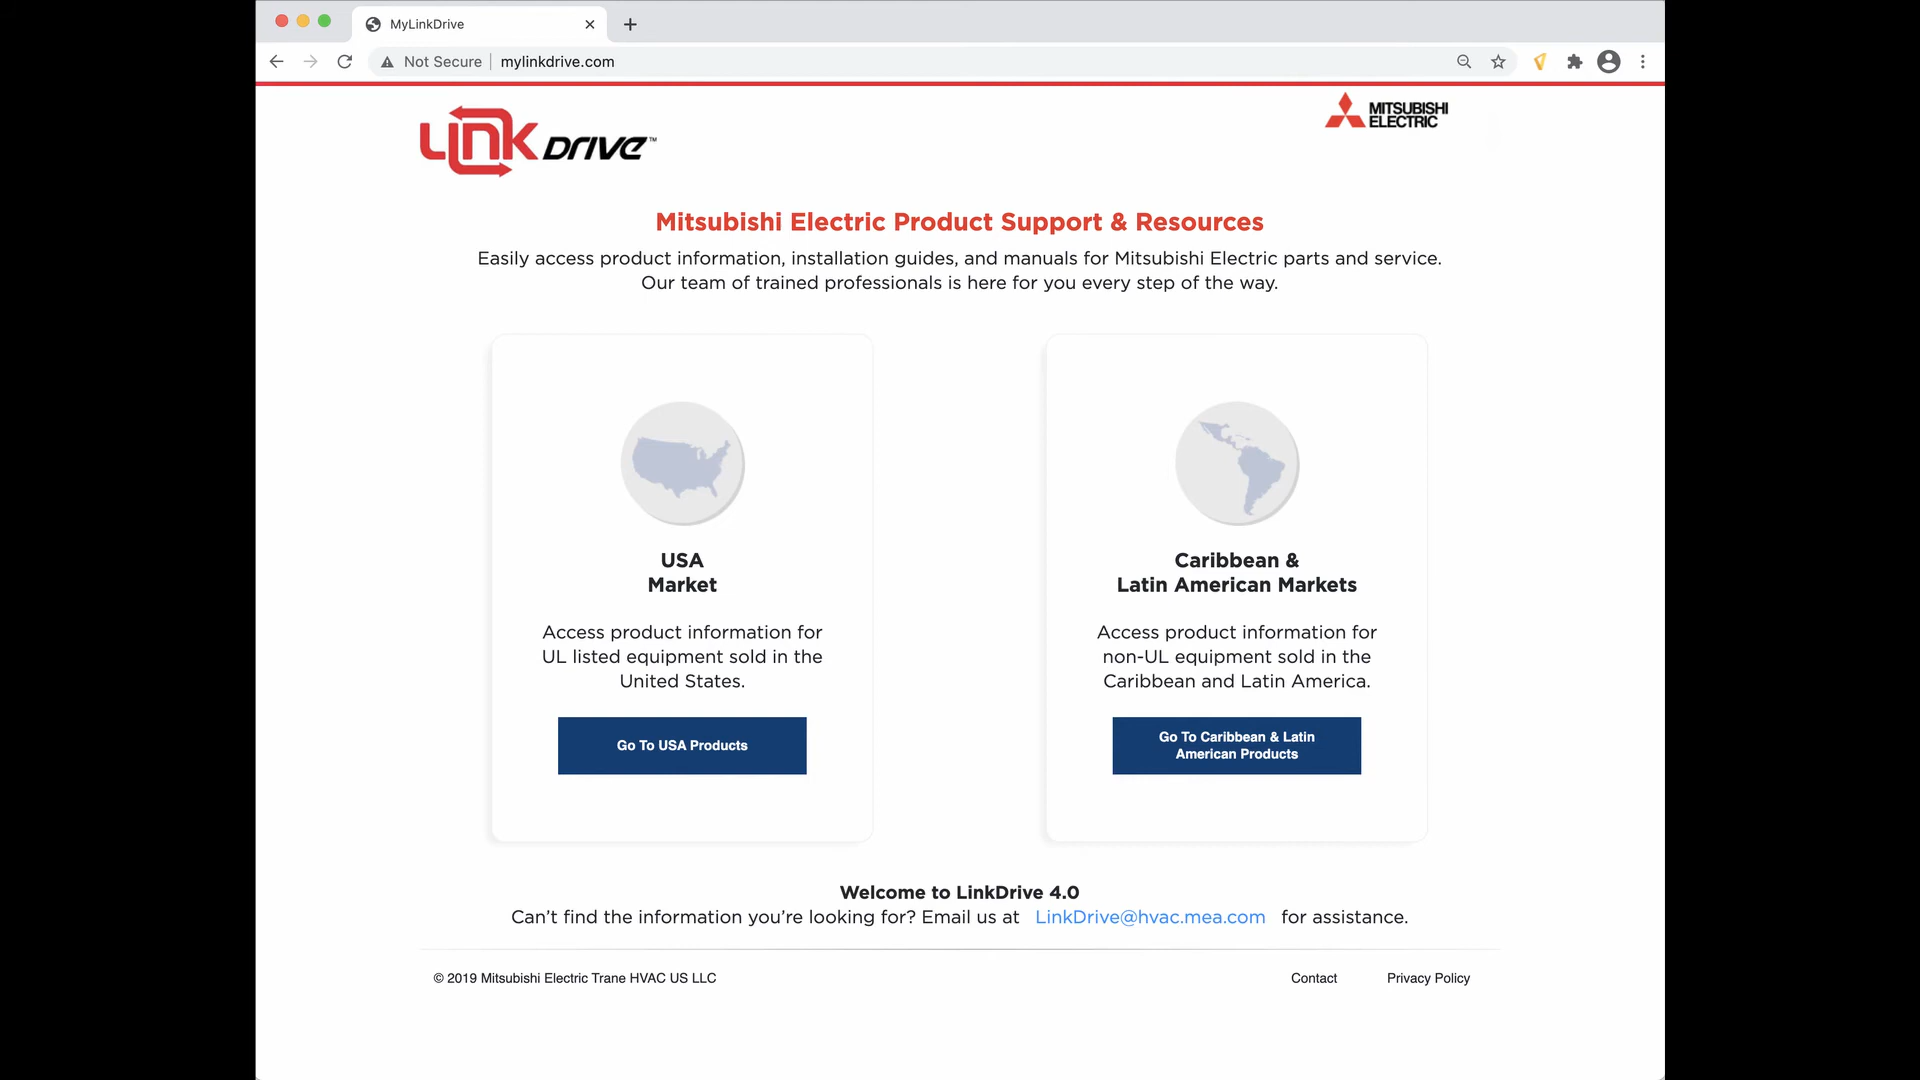 MyLinkDrive
Not Secure
mylinkdrive.com
LINK DRIVE™
MITSUBISHI
ELECTRIC
Mitsubishi Electric Product Support & Resources
Easily access product information, installation guides, and manuals for Mitsubishi Electric parts and service.
Our team of trained professionals is here for you every step of the way.
USA
Market
Access product information for
UL listed equipment sold in the
United States.
Go To USA Products
Caribbean &
Latin American Markets
Access product information for
non-UL equipment sold in the
Caribbean and Latin America.
Go To Caribbean & Latin
American Products
Welcome to LinkDrive 4.0
Can’t find the information you’re looking for? Email us at LinkDrive@hvac.mea.com for assistance.
© 2019 Mitsubishi Electric Trane HVAC US LLC
Contact
Privacy Policy